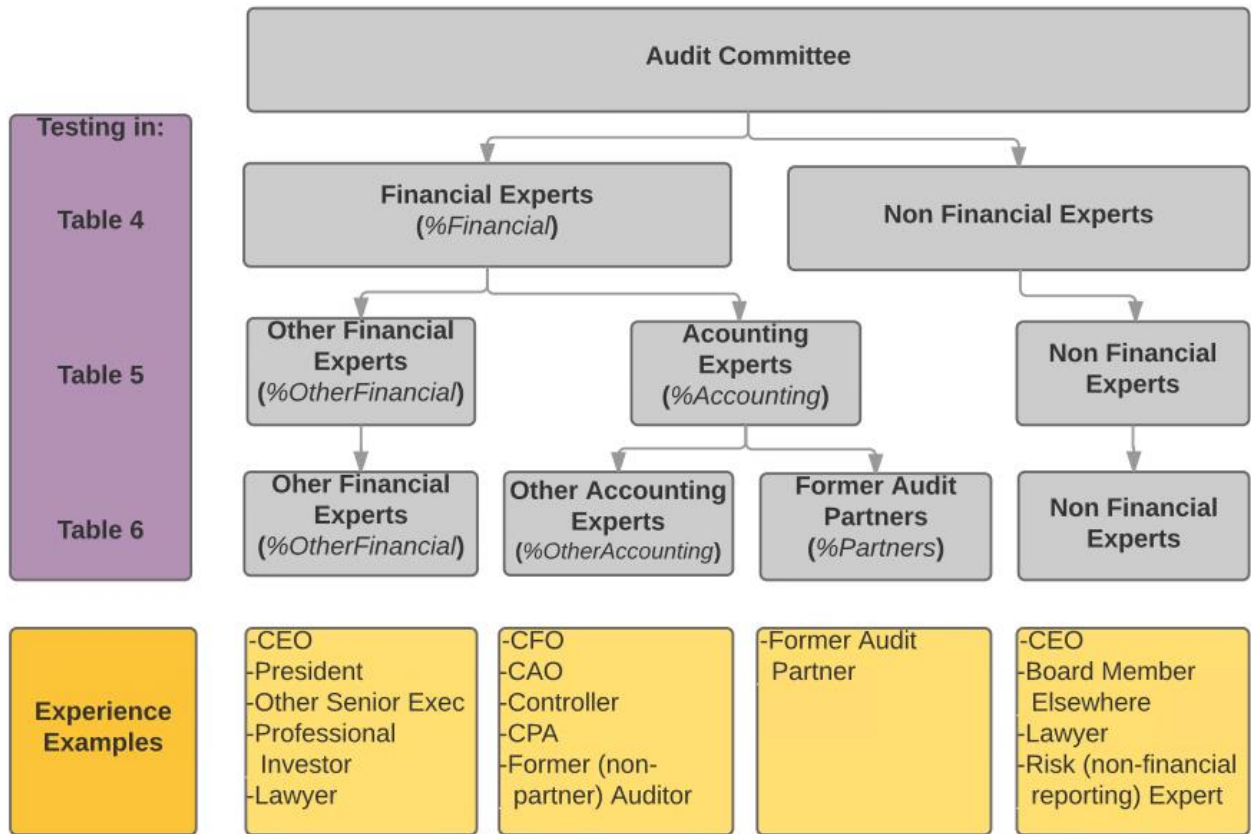 Audit Committee
Testing in:
Table 4
Financial Experts
(%Financial)
Non Financial Experts
Table 5
Other Financial
Experts
(%OtherFinancial)
Acounting
Experts
(%Accounting)
Non Financial
Experts
Table 6
Oher Financial
Experts
(%OtherFinancial)
Other Accounting
Experts
(%OtherAccounting)
Former Audit
Partners
(%Partners)
Non Financial
Experts
Experience
Examples
-CEO
-President
-Other Senior Exec
-Professional
Investor
-Lawyer
-CFO
-CAO
-Controller
-CPA
-Former (non-
partner) Auditor
-Former Audit
Partner
-CEO
-Board Member
Elsewhere
-Lawyer
-Risk (non-financial
reporting) Expert